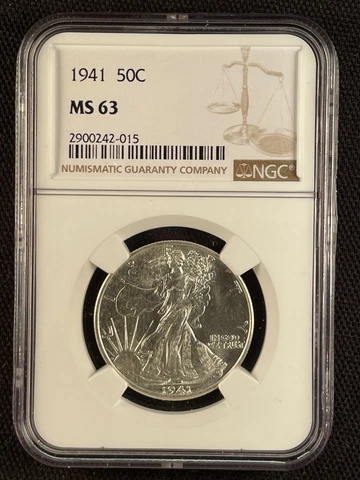 1941 50C
MS 63
2900242-015
NUMISMATIC GUARANTY COMPANY
NGC®
IN GOD
WE TRUST
1941